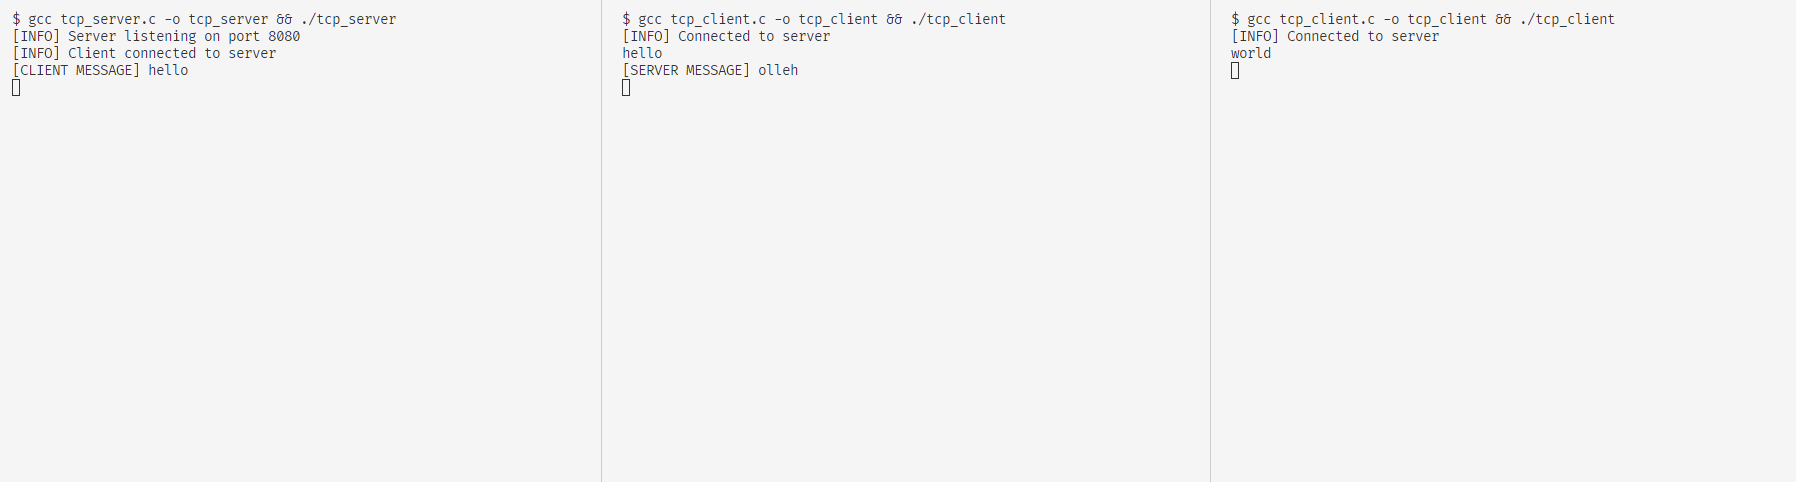 $ gcc tcp_server.c -o tcp_server && ./tcp_server
[INFO] Server listening on port 8080
[INFO] Client connected to server
[CLIENT MESSAGE] hello
$ gcc tcp_client.c -o tcp_client && ./tcp_client
[INFO] Connected to server
hello
[SERVER MESSAGE] olleh
$ gcc tcp_client.c -o tcp_client && ./tcp_client
[INFO] Connected to server
world